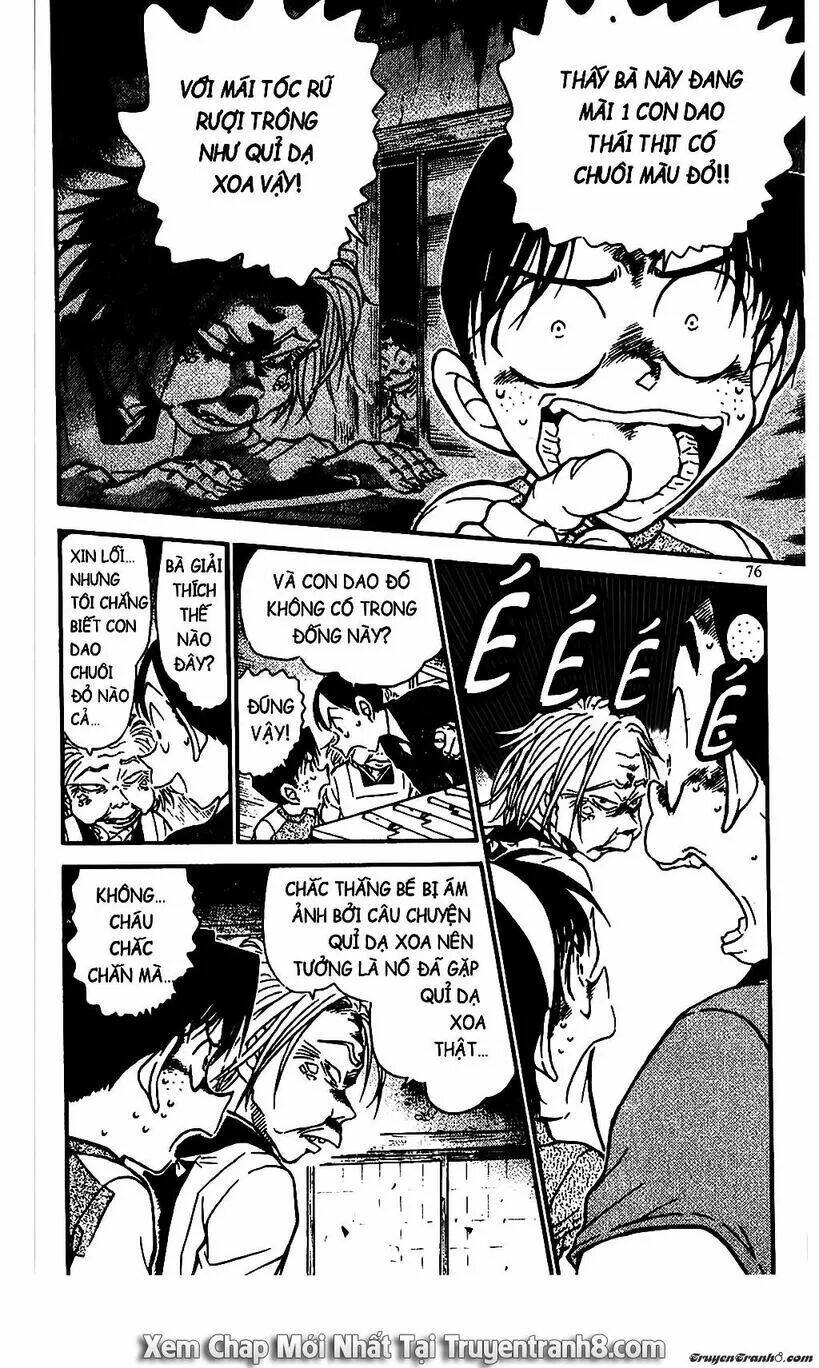 THẤY BÀ NÀY ĐANG
MÀI 1 CON DAO
THÁI THỊT CÓ
CHUÔI MÀU ĐỎ!!
VỚI MÁI TÓC RŨ
RƯỢI TRÔNG
NHƯ QUỈ DẠ
XOA VẬY!
76
É
É
É
É
VÀ CON DAO ĐÓ
KHÔNG CÓ TRONG
ĐỐNG NÀY?
ĐÚNG
VẬY!
BÀ GIẢI
THÍCH
THẾ
NÀO
ĐÂY?
XIN LỖI...
NHƯNG
TÔI CHẲNG
BIẾT CON
DAO
CHUÔI
ĐỎ NÀO
CẢ...
CHẮC THẰNG BÉ BỊ ÁM
ẢNH BỞI CÂU CHUYỆN
QUỈ DẠ XOA NÊN
TƯỞNG LÀ NÓ ĐÃ GẶP
QUỈ DẠ
XOA
THẬT...
KHÔNG...
CHÁU
CHẮC
CHẮN MÀ...
Xem Chap Mới Nhất Tại Truyentranh8.com
TruyenTranh8.com